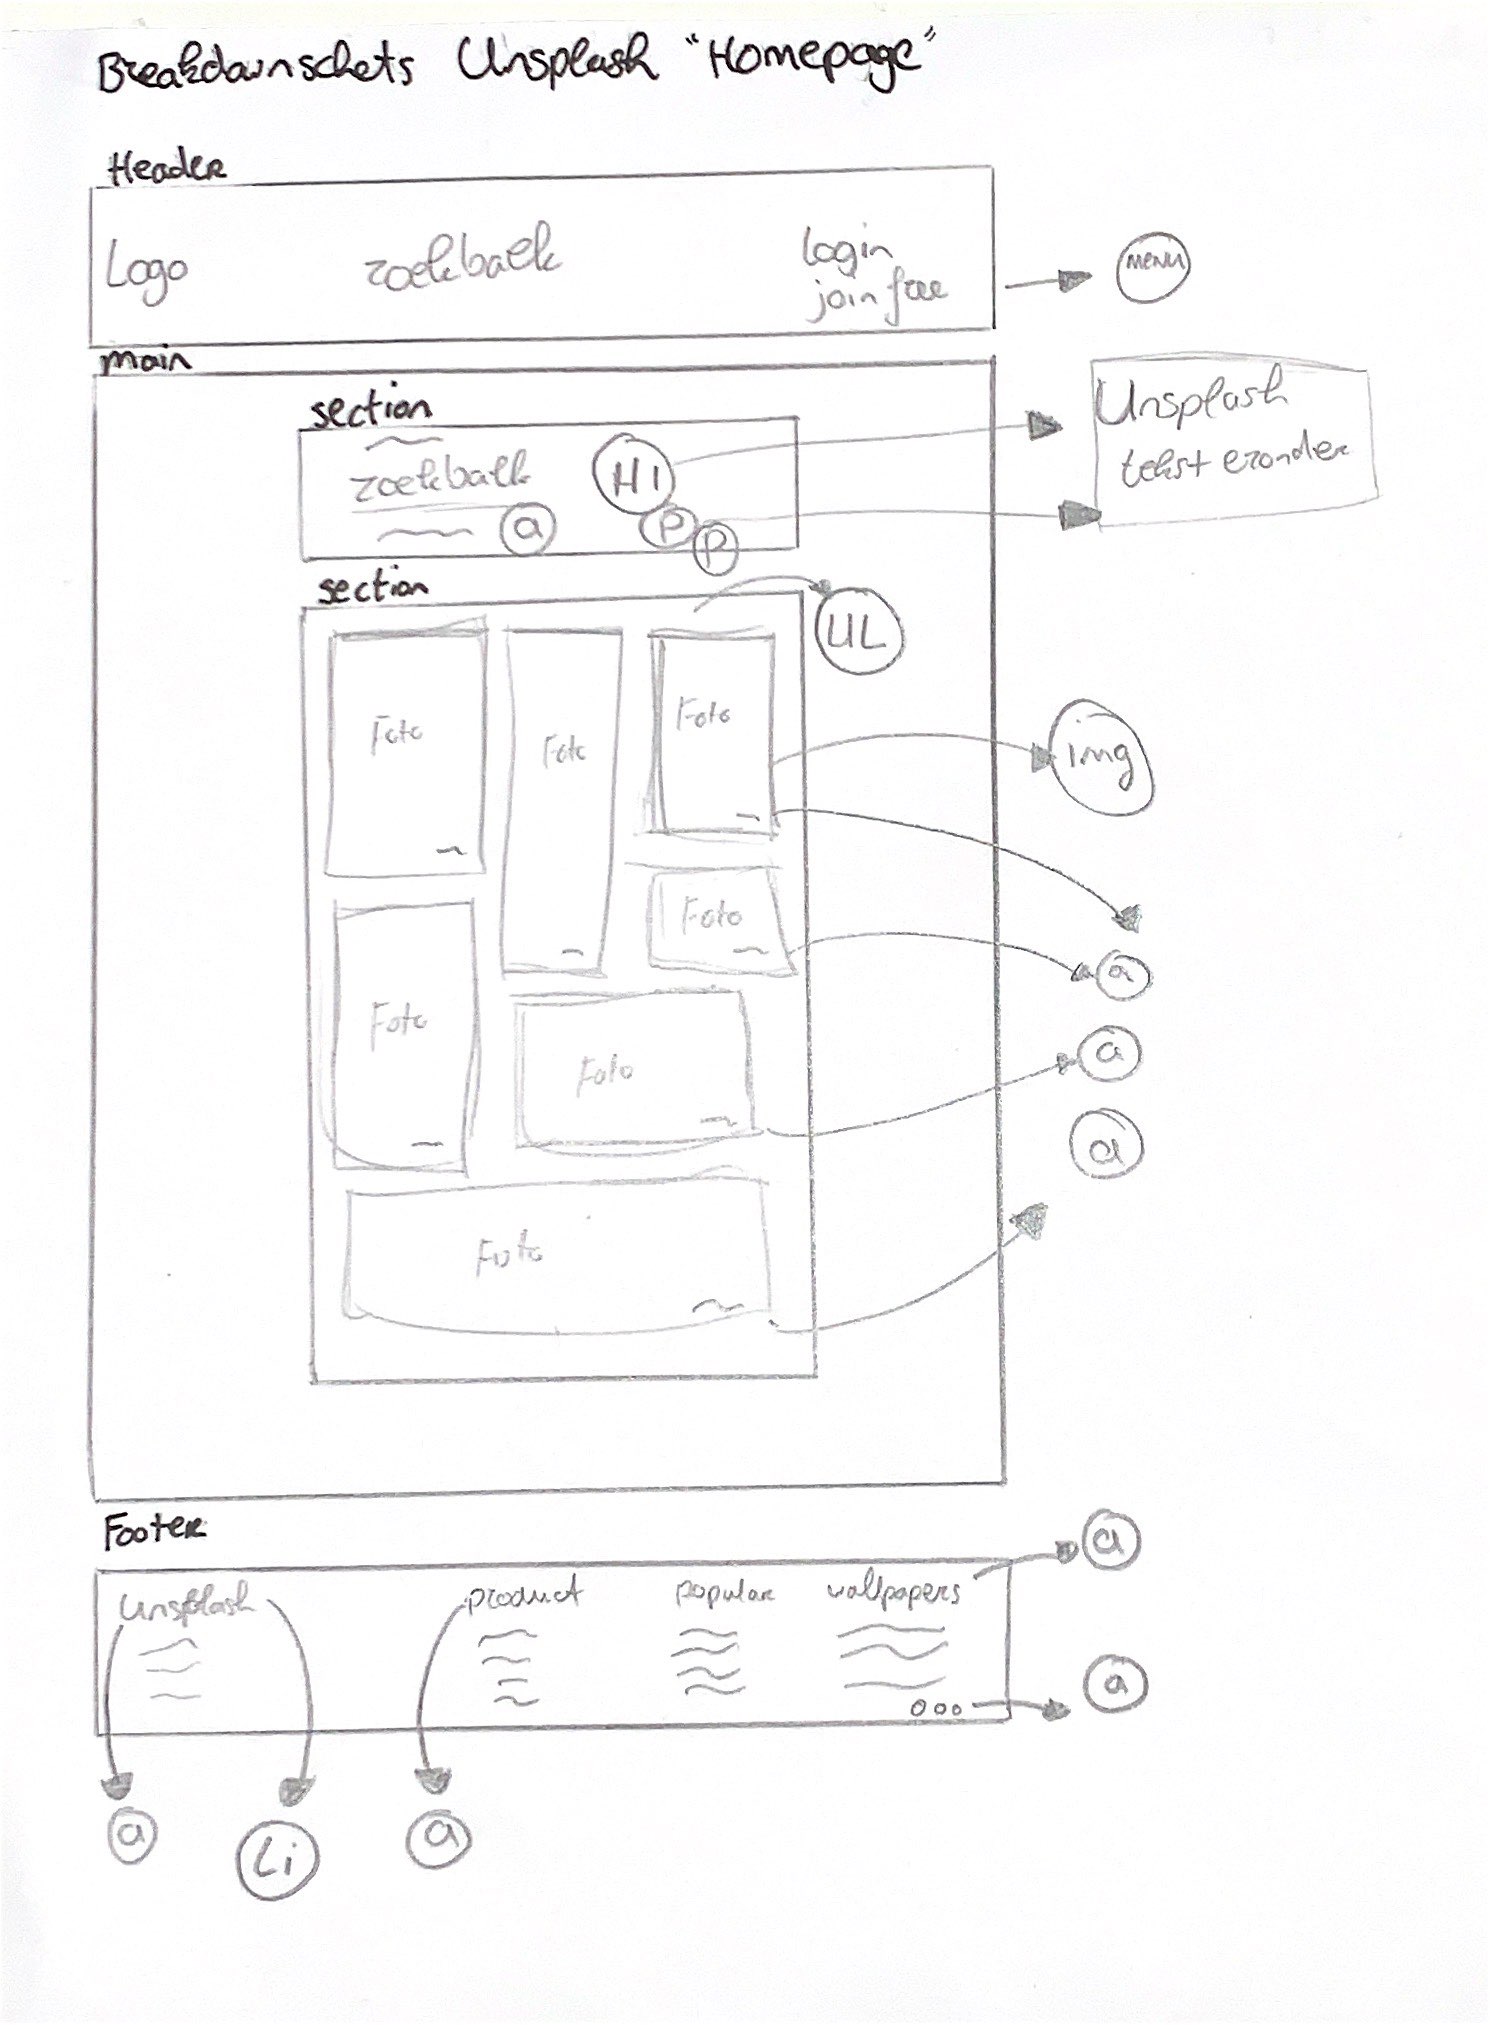 Breakdownschets Unsplash "Homepage"
Header
Logo zoekbalk login
join free
menu
main
section
zoekbalk H1
a P
P
Unsplash
tekst eronder
section
UL
Foto Foto Foto
img
Foto
a
Foto Foto
a
a
Foto
Footer
a
Unsplash product popular wallpapers
a
a Li a